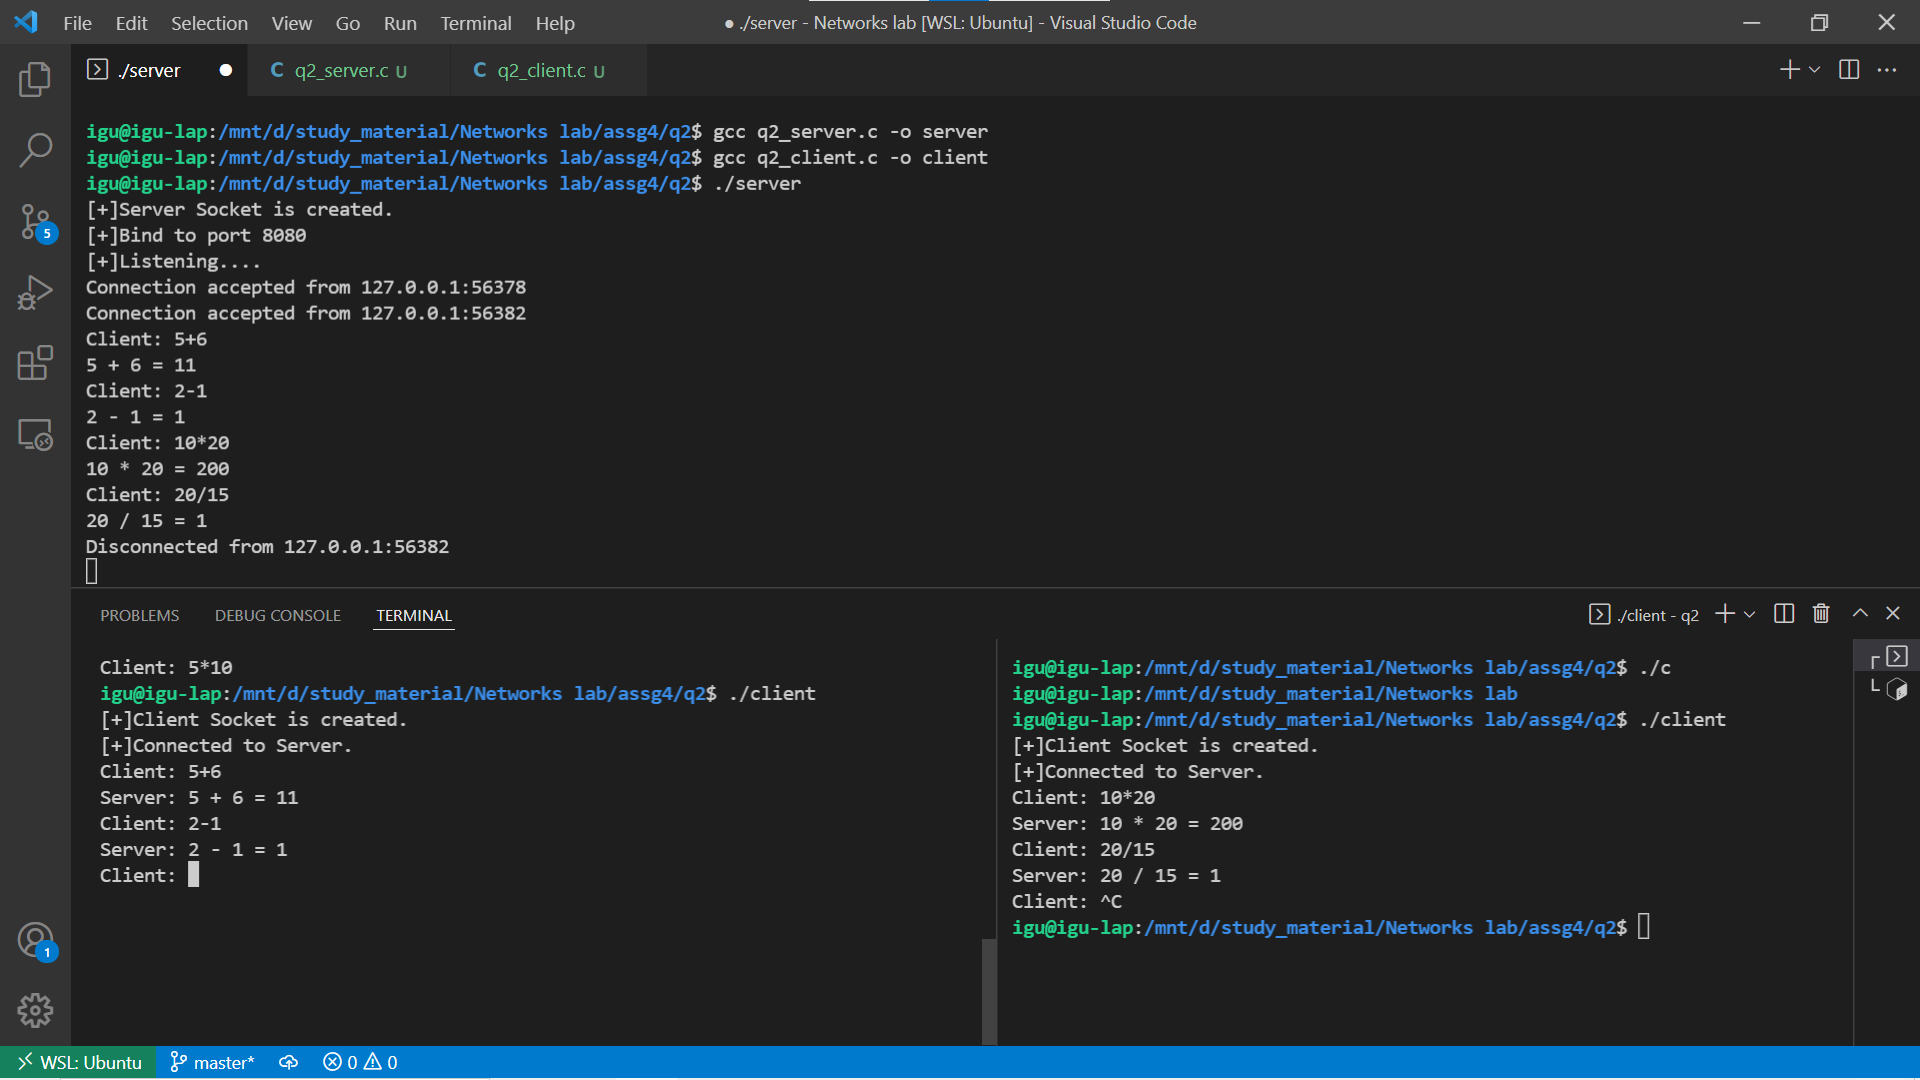 File Edit Selection View Go Run Terminal Help ● ./server - Networks lab [WSL: Ubuntu] - Visual Studio Code
./server ● C q2_server.c U C q2_client.c U
igu@igu-lap:/mnt/d/study_material/Networks lab/assg4/q2$ gcc q2_server.c -o server
igu@igu-lap:/mnt/d/study_material/Networks lab/assg4/q2$ gcc q2_client.c -o client
igu@igu-lap:/mnt/d/study_material/Networks lab/assg4/q2$ ./server
[+]Server Socket is created.
[+]Bind to port 8080
[+]Listening....
Connection accepted from 127.0.0.1:56378
Connection accepted from 127.0.0.1:56382
Client: 5+6
5 + 6 = 11
Client: 2-1
2 - 1 = 1
Client: 10*20
10 * 20 = 200
Client: 20/15
20 / 15 = 1
Disconnected from 127.0.0.1:56382
5
PROBLEMS DEBUG CONSOLE TERMINAL
./client - q2
Client: 5*10
igu@igu-lap:/mnt/d/study_material/Networks lab/assg4/q2$ ./client
[+]Client Socket is created.
[+]Connected to Server.
Client: 5+6
Server: 5 + 6 = 11
Client: 2-1
Server: 2 - 1 = 1
Client:
igu@igu-lap:/mnt/d/study_material/Networks lab/assg4/q2$ ./c
igu@igu-lap:/mnt/d/study_material/Networks lab
igu@igu-lap:/mnt/d/study_material/Networks lab/assg4/q2$ ./client
[+]Client Socket is created.
[+]Connected to Server.
Client: 10*20
Server: 10 * 20 = 200
Client: 20/15
Server: 20 / 15 = 1
Client: ^C
igu@igu-lap:/mnt/d/study_material/Networks lab/assg4/q2$
1
WSL: Ubuntu master* 0 0